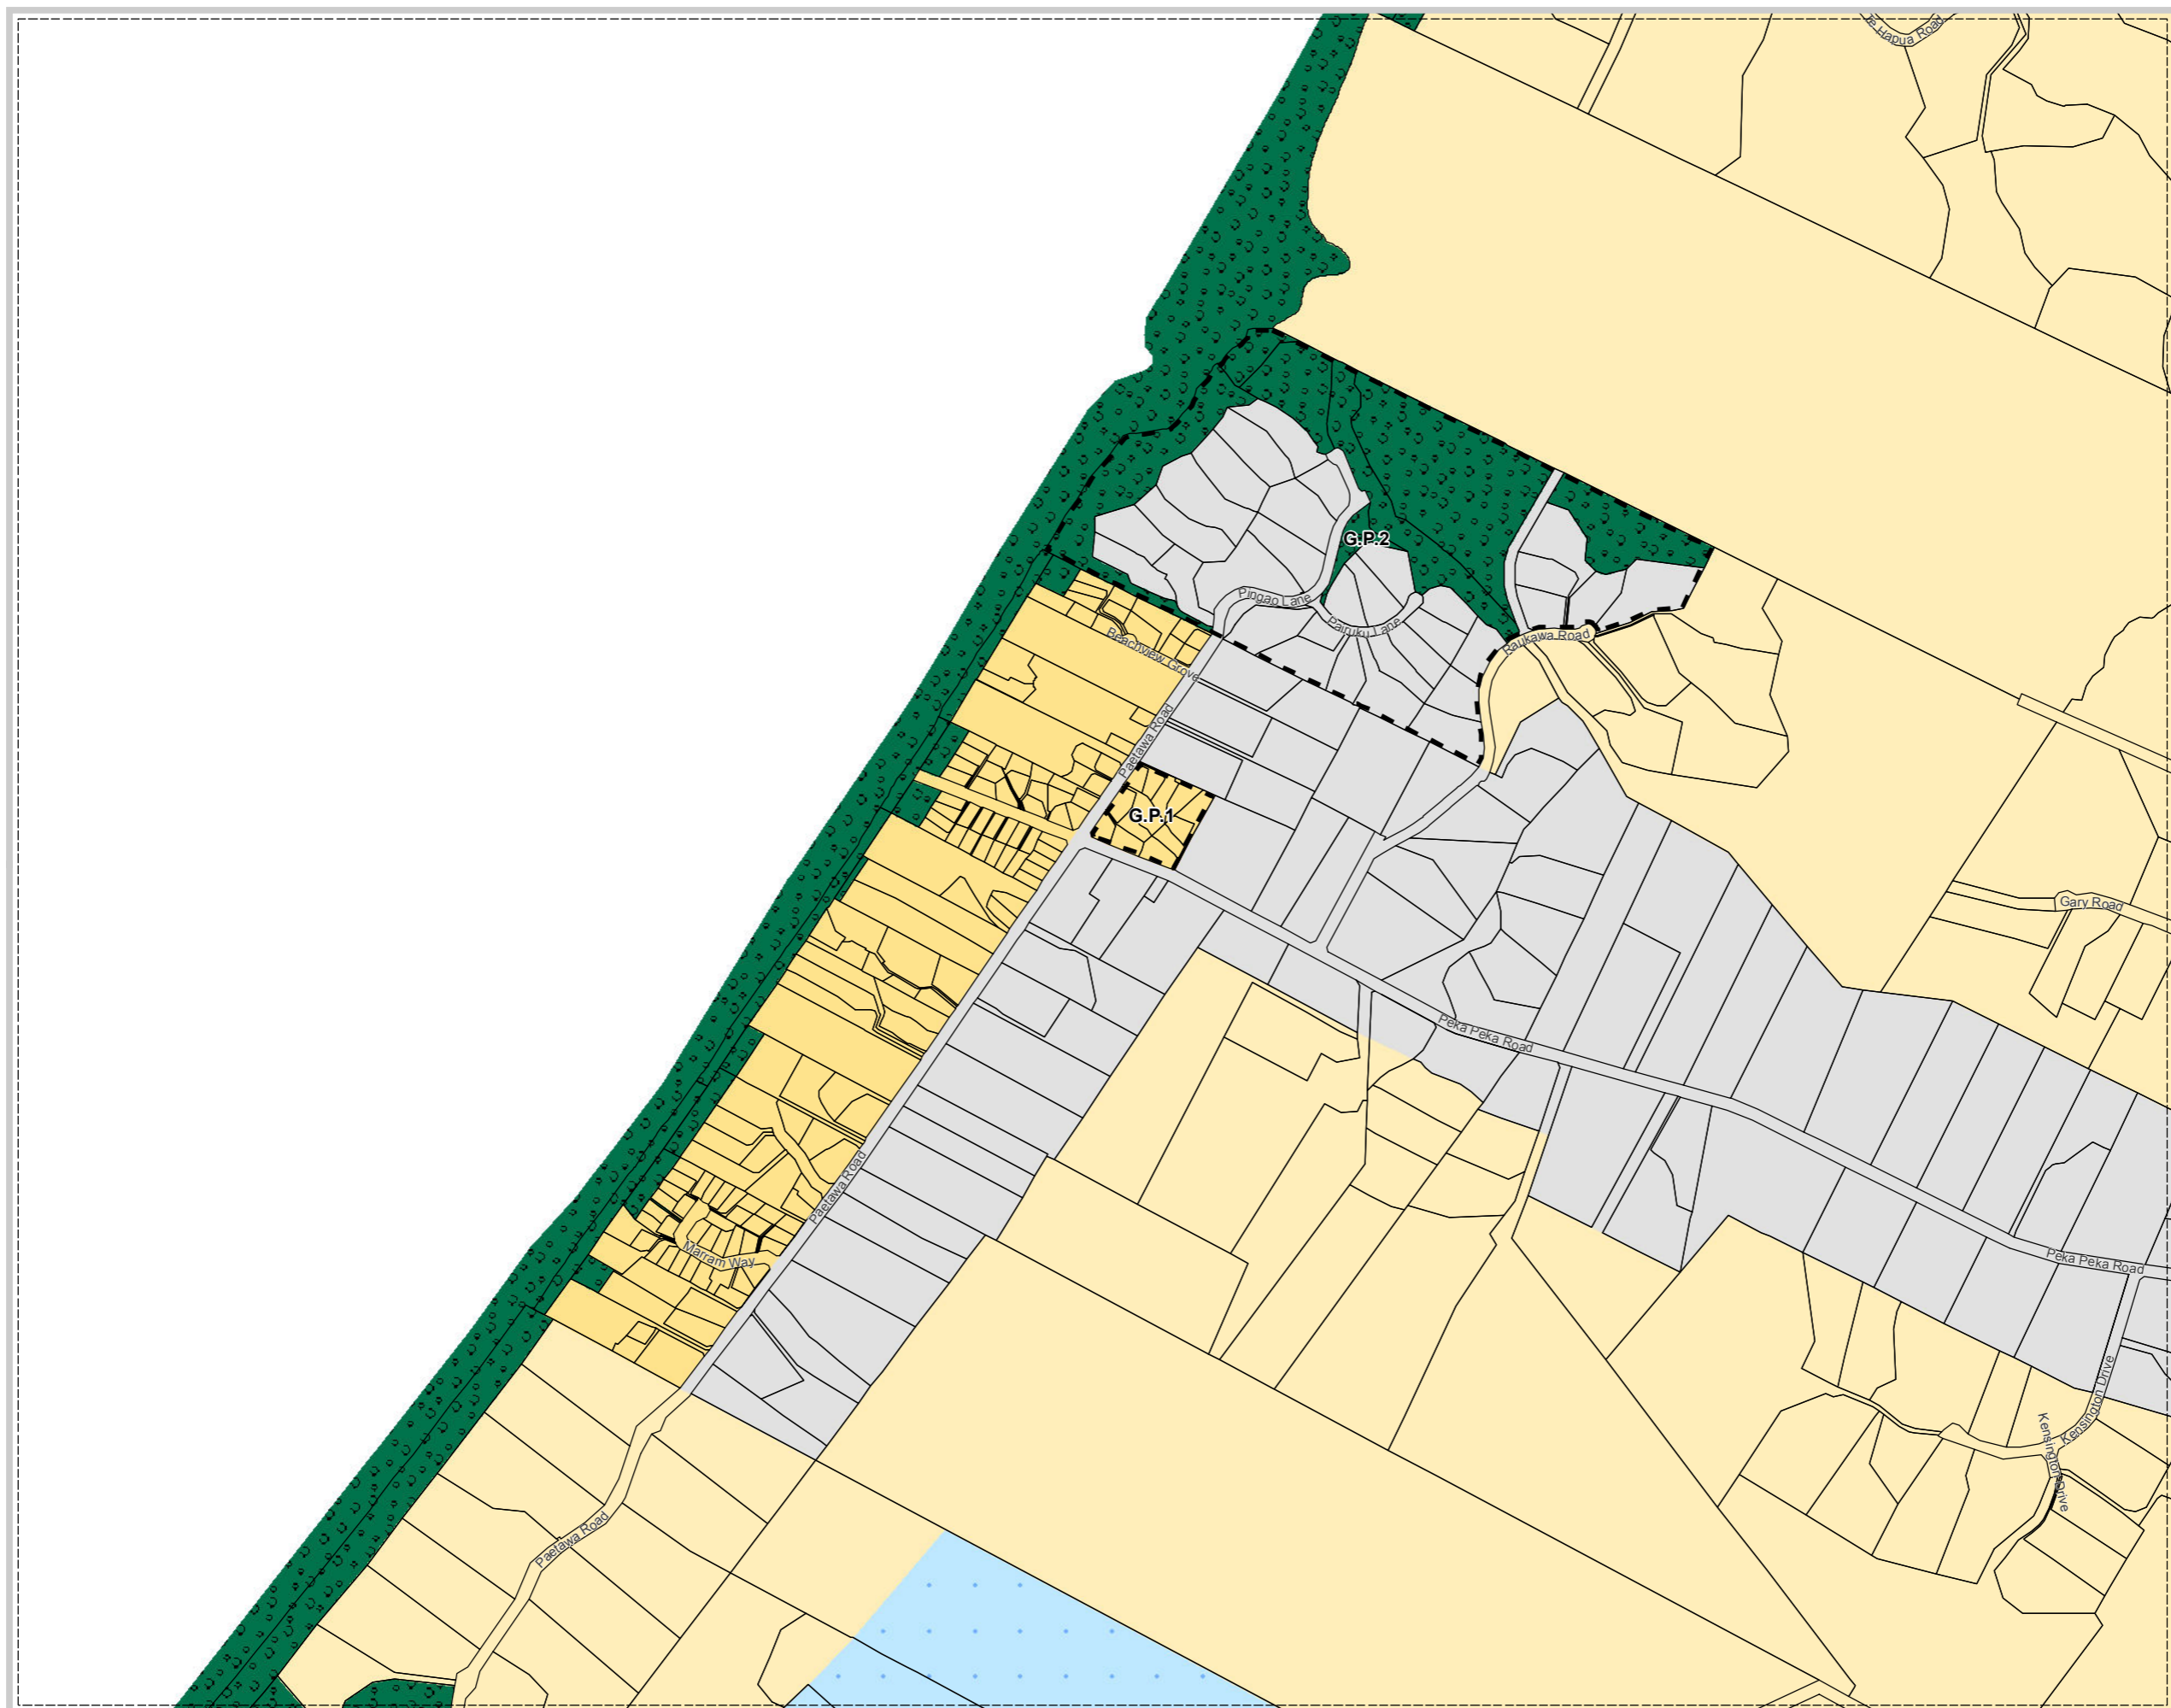 Te Hapua Road
G.P.2
Pingao Lane
Pairuku Lane
Raukawa Road
Beachview Grove
Paetawa Road
G.P.1
Gary Road
Peka Peka Road
Paetawa Road
Marram Way
Peka Peka Road
Kensington Drive
Kensington Drive
Paetawa Road